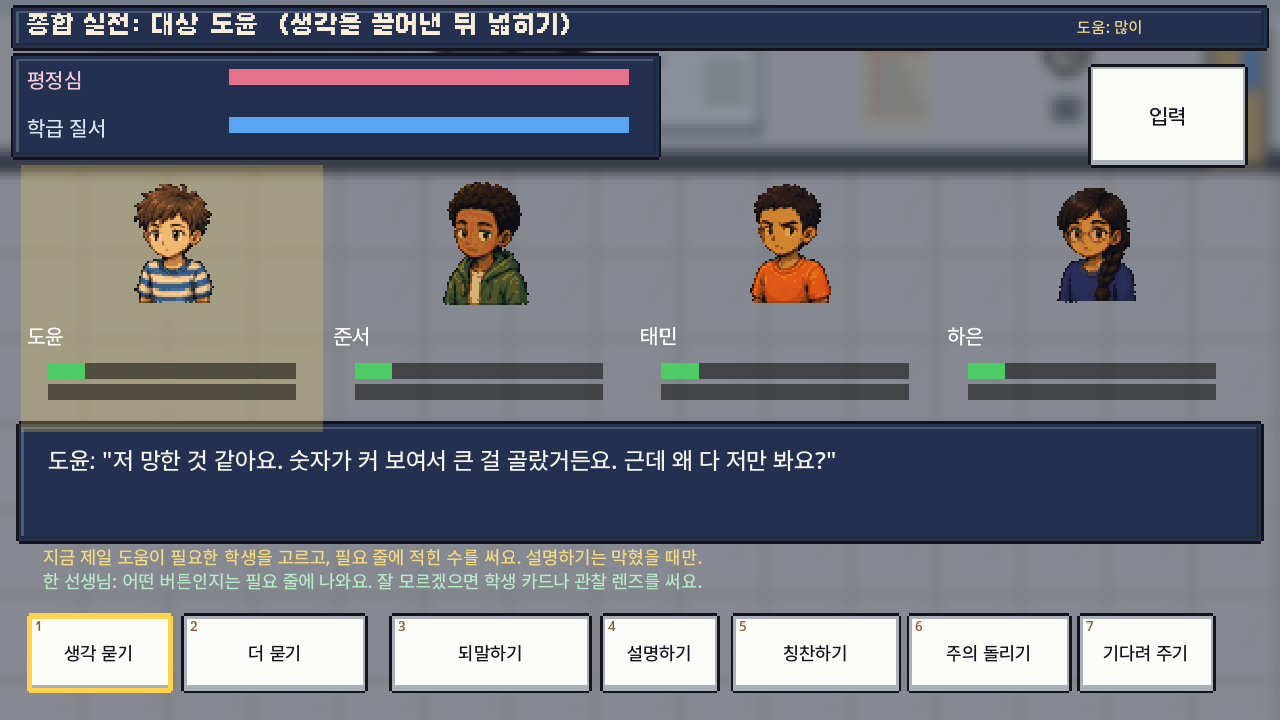 종합 실전: 대상 도윤 (생각을 끌어낸 뒤 넓히기)
도움: 많이
평정심
학급 질서
입력
도윤
준서
태민
하은
도윤: "저 망한 것 같아요. 숫자가 커 보여서 큰 걸 골랐거든요. 근데 왜 다 저만 봐요?"
지금 제일 도움이 필요한 학생을 고르고, 필요 줄에 적힌 수를 써요. 설명하기는 막혔을 때만.
한 선생님: 어떤 버튼인지는 필요 줄에 나와요. 잘 모르겠으면 학생 카드나 관찰 렌즈를 써요.
1 생각 묻기
2 더 묻기
3 되말하기
4 설명하기
5 칭찬하기
6 주의 돌리기
7 기다려 주기